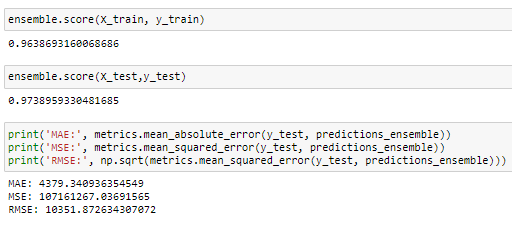 ensemble.score(X_train, y_train)
0.9638693160068686
ensemble.score(X_test,y_test)
0.9738959330481685
print('MAE:', metrics.mean_absolute_error(y_test, predictions_ensemble))
print('MSE:', metrics.mean_squared_error(y_test, predictions_ensemble))
print('RMSE:', np.sqrt(metrics.mean_squared_error(y_test, predictions_ensemble)))
MAE: 4379.340936354549
MSE: 107161267.03691565
RMSE: 10351.872634307072